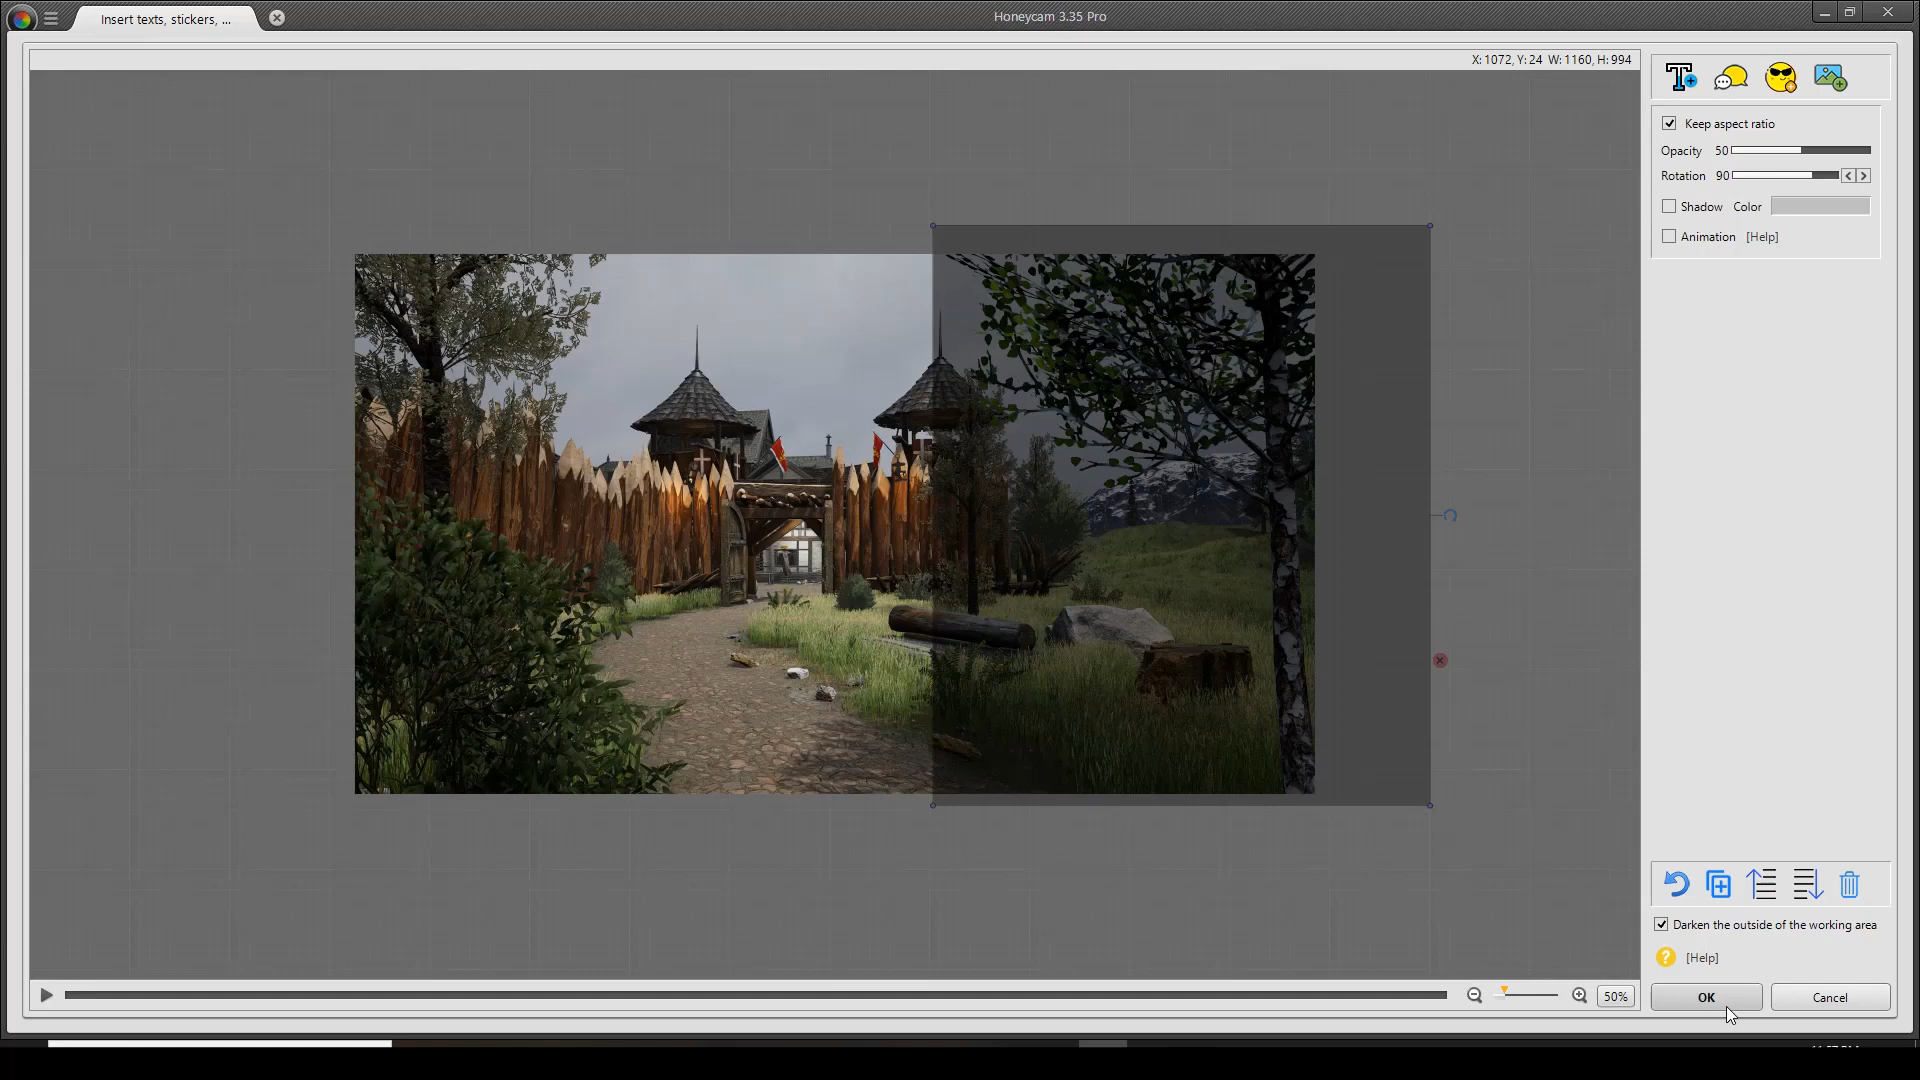 Insert texts, stickers, ...
Honeycam 3.35 Pro
X: 1072, Y: 24 W: 1160, H: 994
Keep aspect ratio
Opacity 50
Rotation 90
Shadow Color
Animation [Help]
Darken the outside of the working area
? [Help]
50%
OK
Cancel